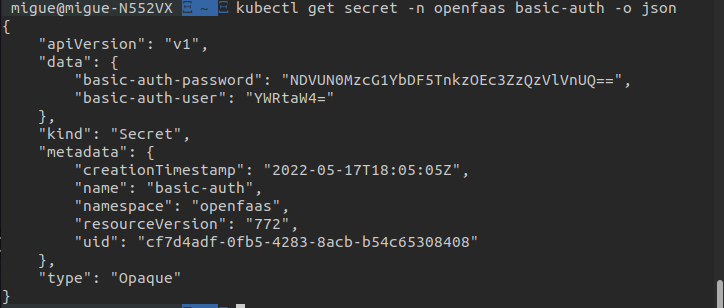 migue@migue-N552VX ~ kubectl get secret -n openfaas basic-auth -o json
{
    "apiVersion": "v1",
    "data": {
        "basic-auth-password": "NDVUN0MzcG1YbDF5TnkzOEc3ZzQzVlVnUQ==",
        "basic-auth-user": "YWRtaW4="
    },
    "kind": "Secret",
    "metadata": {
        "creationTimestamp": "2022-05-17T18:05:05Z",
        "name": "basic-auth",
        "namespace": "openfaas",
        "resourceVersion": "772",
        "uid": "cf7d4adf-0fb5-4283-8acb-b54c65308408"
    },
    "type": "Opaque"
}